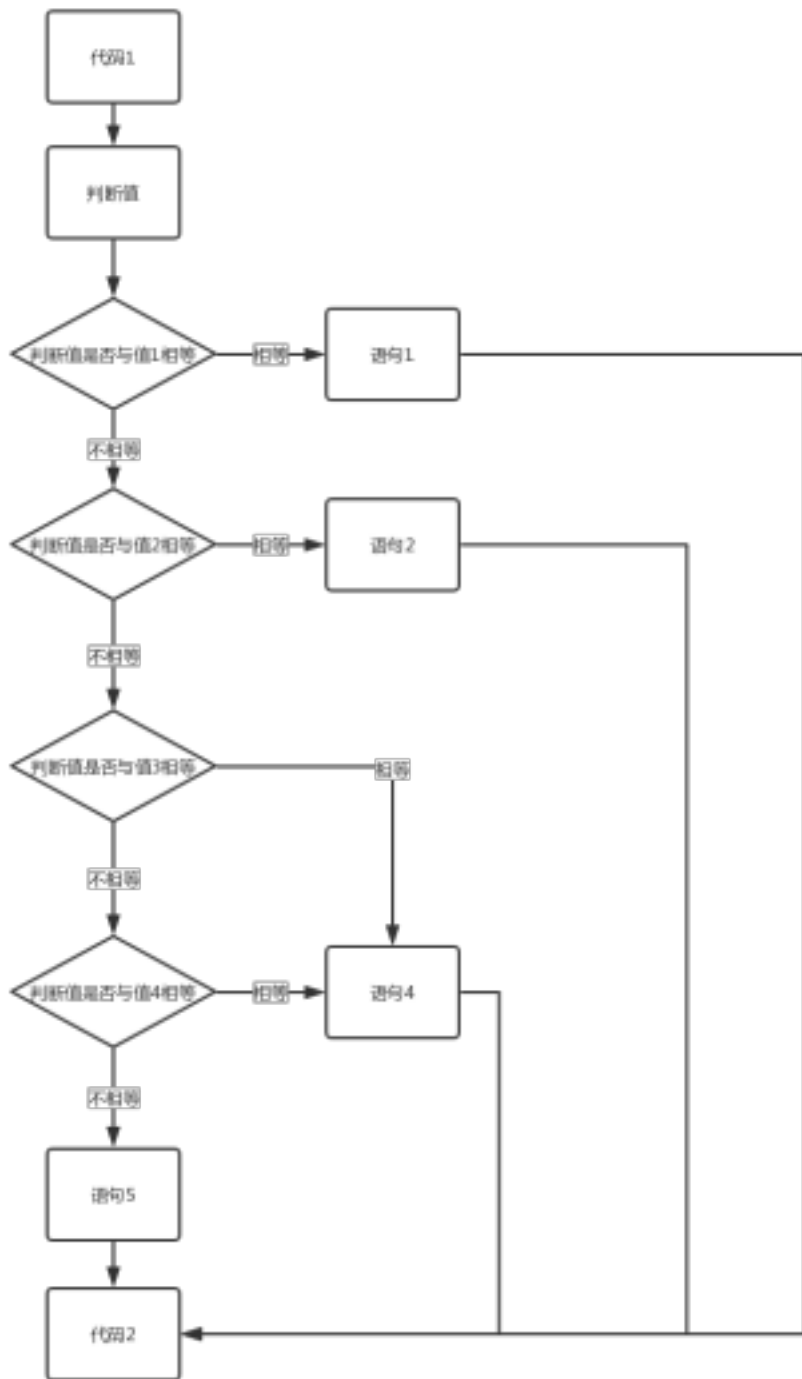 代码1
判断值
判断值是否与值1相等
相等
语句1
不相等
判断值是否与值2相等
相等
语句2
不相等
判断值是否与值3相等
相等
不相等
判断值是否与值4相等
相等
语句4
不相等
语句5
代码2